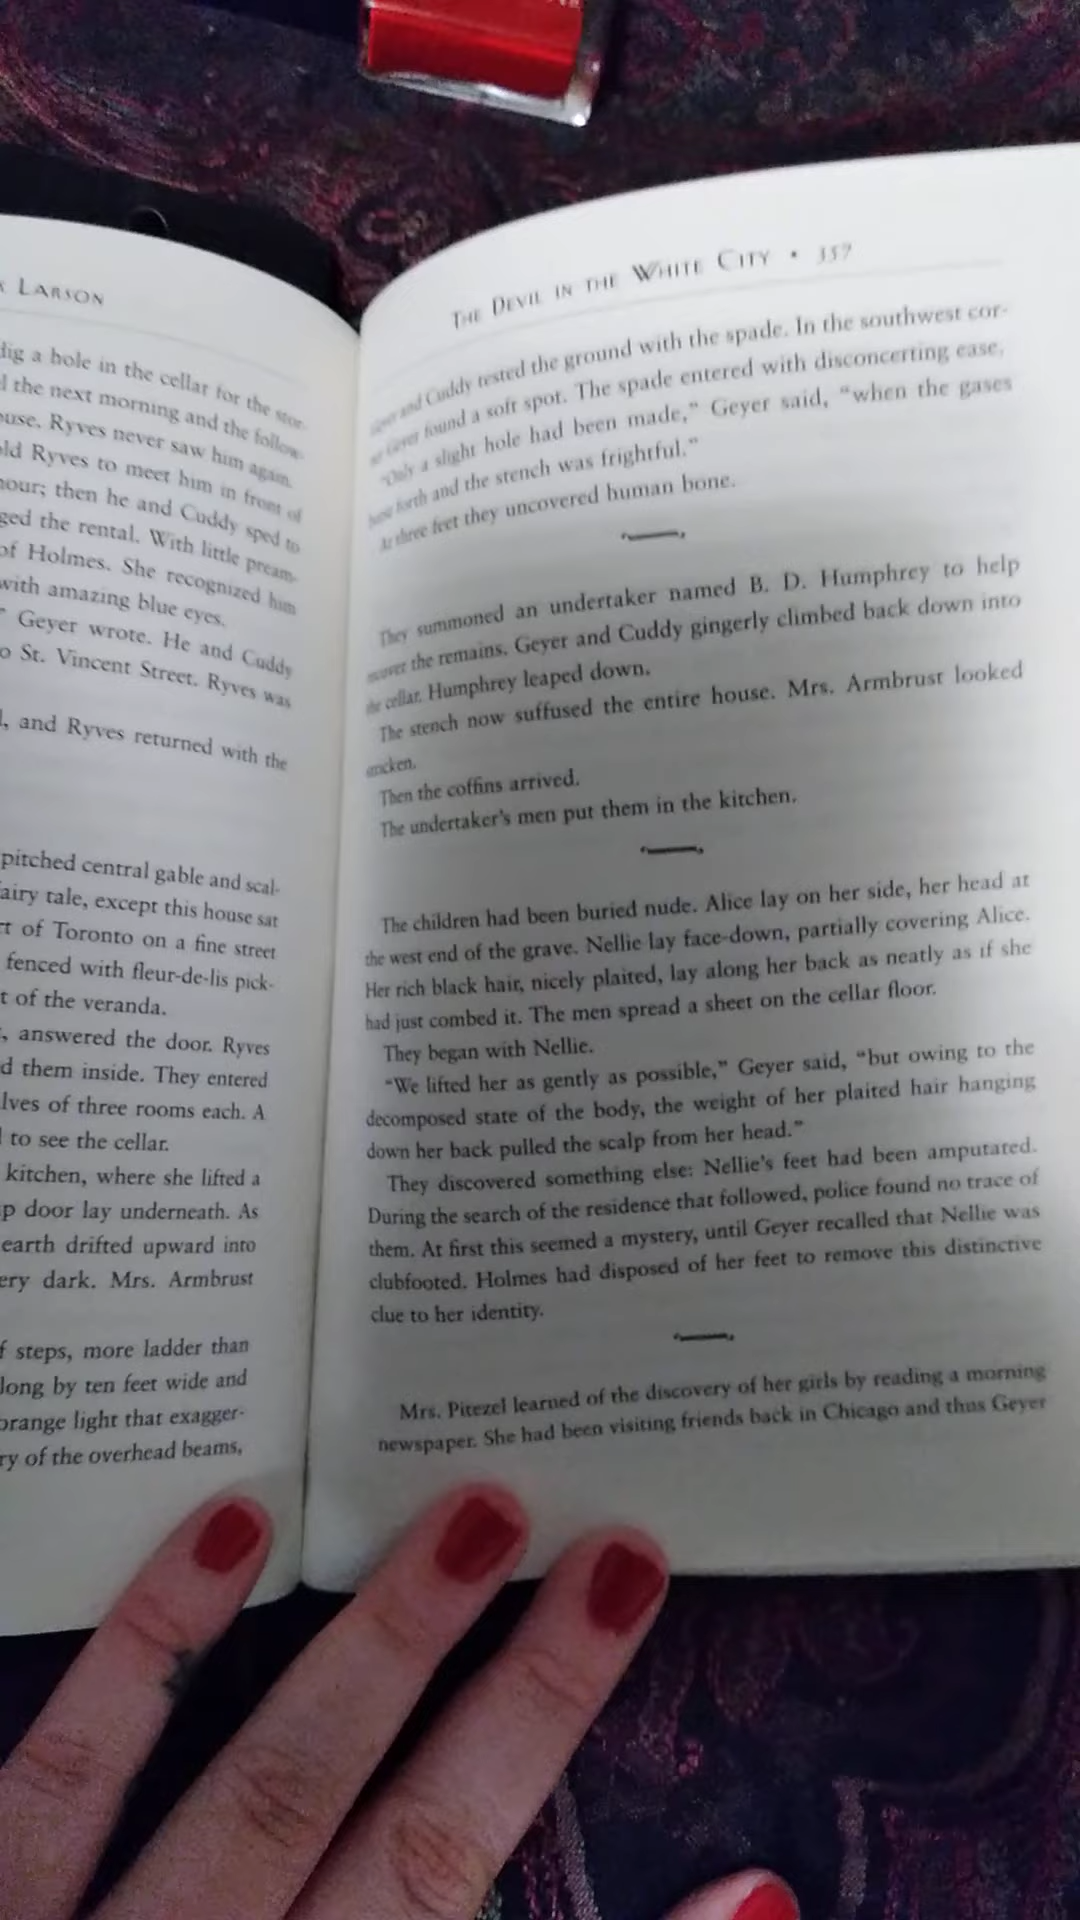 LARSON
dig a hole in the cellar for the stor-
the next morning and the follow-
Ryves never saw him again.
Ryves to meet him in front of
hour; then he and Cuddy sped to
the rental. With little pream-
of Holmes. She recognized him
with amazing blue eyes.
" Geyer wrote. He and Cuddy
St. Vincent Street. Ryves was
, and Ryves returned with the
pitched central gable and scal-
airy tale, except this house sat
of Toronto on a fine street
fenced with fleur-de-lis pick-
of the veranda.
, answered the door. Ryves
them inside. They entered
lves of three rooms each. A
to see the cellar.
kitchen, where she lifted a
door lay underneath. As
earth drifted upward into
ery dark. Mrs. Armbrust
steps, more ladder than
long by ten feet wide and
orange light that exagger-
of the overhead beams,
THE DEVIL IN THE WHITE CITY • 357
and Cuddy tested the ground with the spade. In the southwest cor-
Geyer found a soft spot. The spade entered with disconcerting ease.
"Only a slight hole had been made," Geyer said, "when the gases
forth and the stench was frightful."
At three feet they uncovered human bone.
They summoned an undertaker named B. D. Humphrey to help
the remains. Geyer and Cuddy gingerly climbed back down into
the cellar. Humphrey leaped down.
The stench now suffused the entire house. Mrs. Armbrust looked
Then the coffins arrived.
The undertaker's men put them in the kitchen.
The children had been buried nude. Alice lay on her side, her head at
the west end of the grave. Nellie lay face-down, partially covering Alice.
Her rich black hair, nicely plaited, lay along her back as neatly as if she
had just combed it. The men spread a sheet on the cellar floor.
They began with Nellie.
"We lifted her as gently as possible," Geyer said, "but owing to the
decomposed state of the body, the weight of her plaited hair hanging
down her back pulled the scalp from her head."
They discovered something else: Nellie's feet had been amputated.
During the search of the residence that followed, police found no trace of
them. At first this seemed a mystery, until Geyer recalled that Nellie was
clubfooted. Holmes had disposed of her feet to remove this distinctive
clue to her identity.
Mrs. Pitezel learned of the discovery of her girls by reading a morning
newspaper. She had been visiting friends back in Chicago and thus Geyer